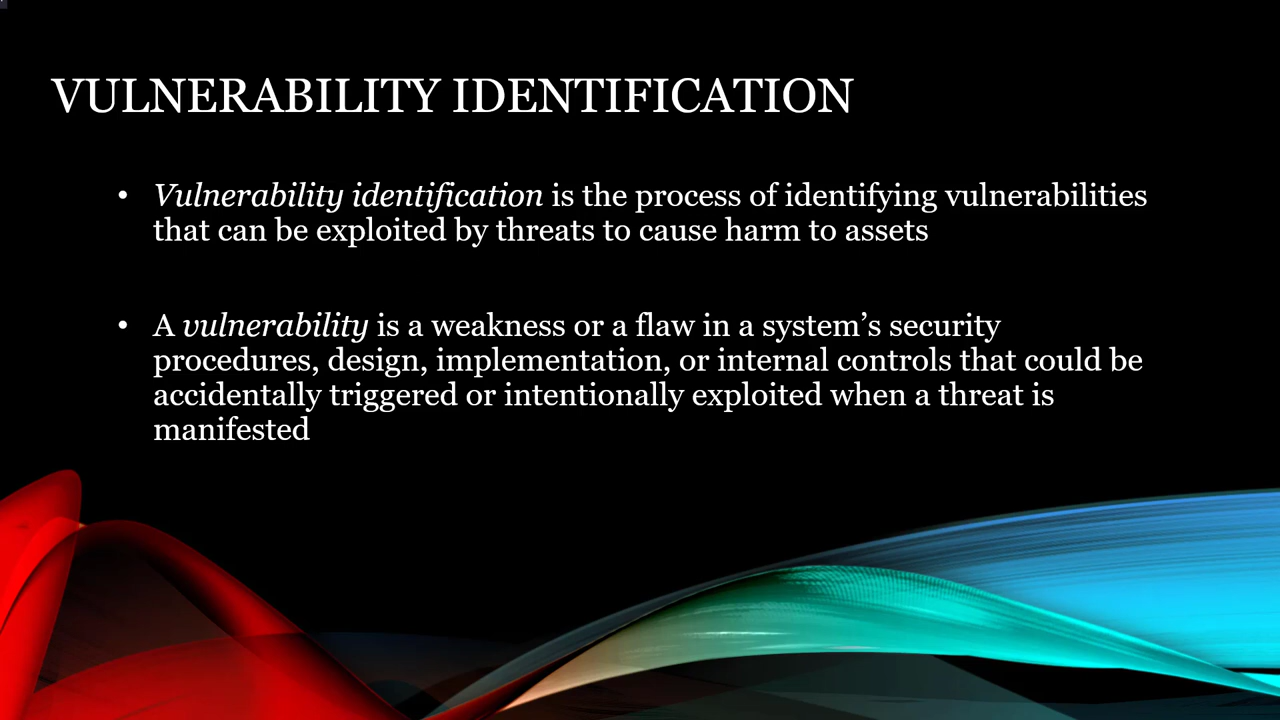 VULNERABILITY IDENTIFICATION
• Vulnerability identification is the process of identifying vulnerabilities
that can be exploited by threats to cause harm to assets
• A vulnerability is a weakness or a flaw in a system’s security
procedures, design, implementation, or internal controls that could be
accidentally triggered or intentionally exploited when a threat is
manifested